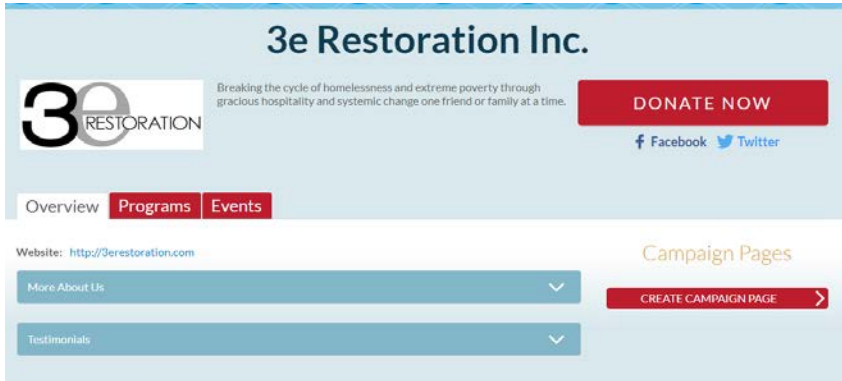 3e Restoration Inc.
3e RESTORATION
Breaking the cycle of homelessness and extreme poverty through
gracious hospitality and systemic change one friend or family at a time.
DONATE NOW
Facebook Twitter
Overview Programs Events
Website: http://3erestoration.com
Campaign Pages
More About Us
CREATE CAMPAIGN PAGE
Testimonials